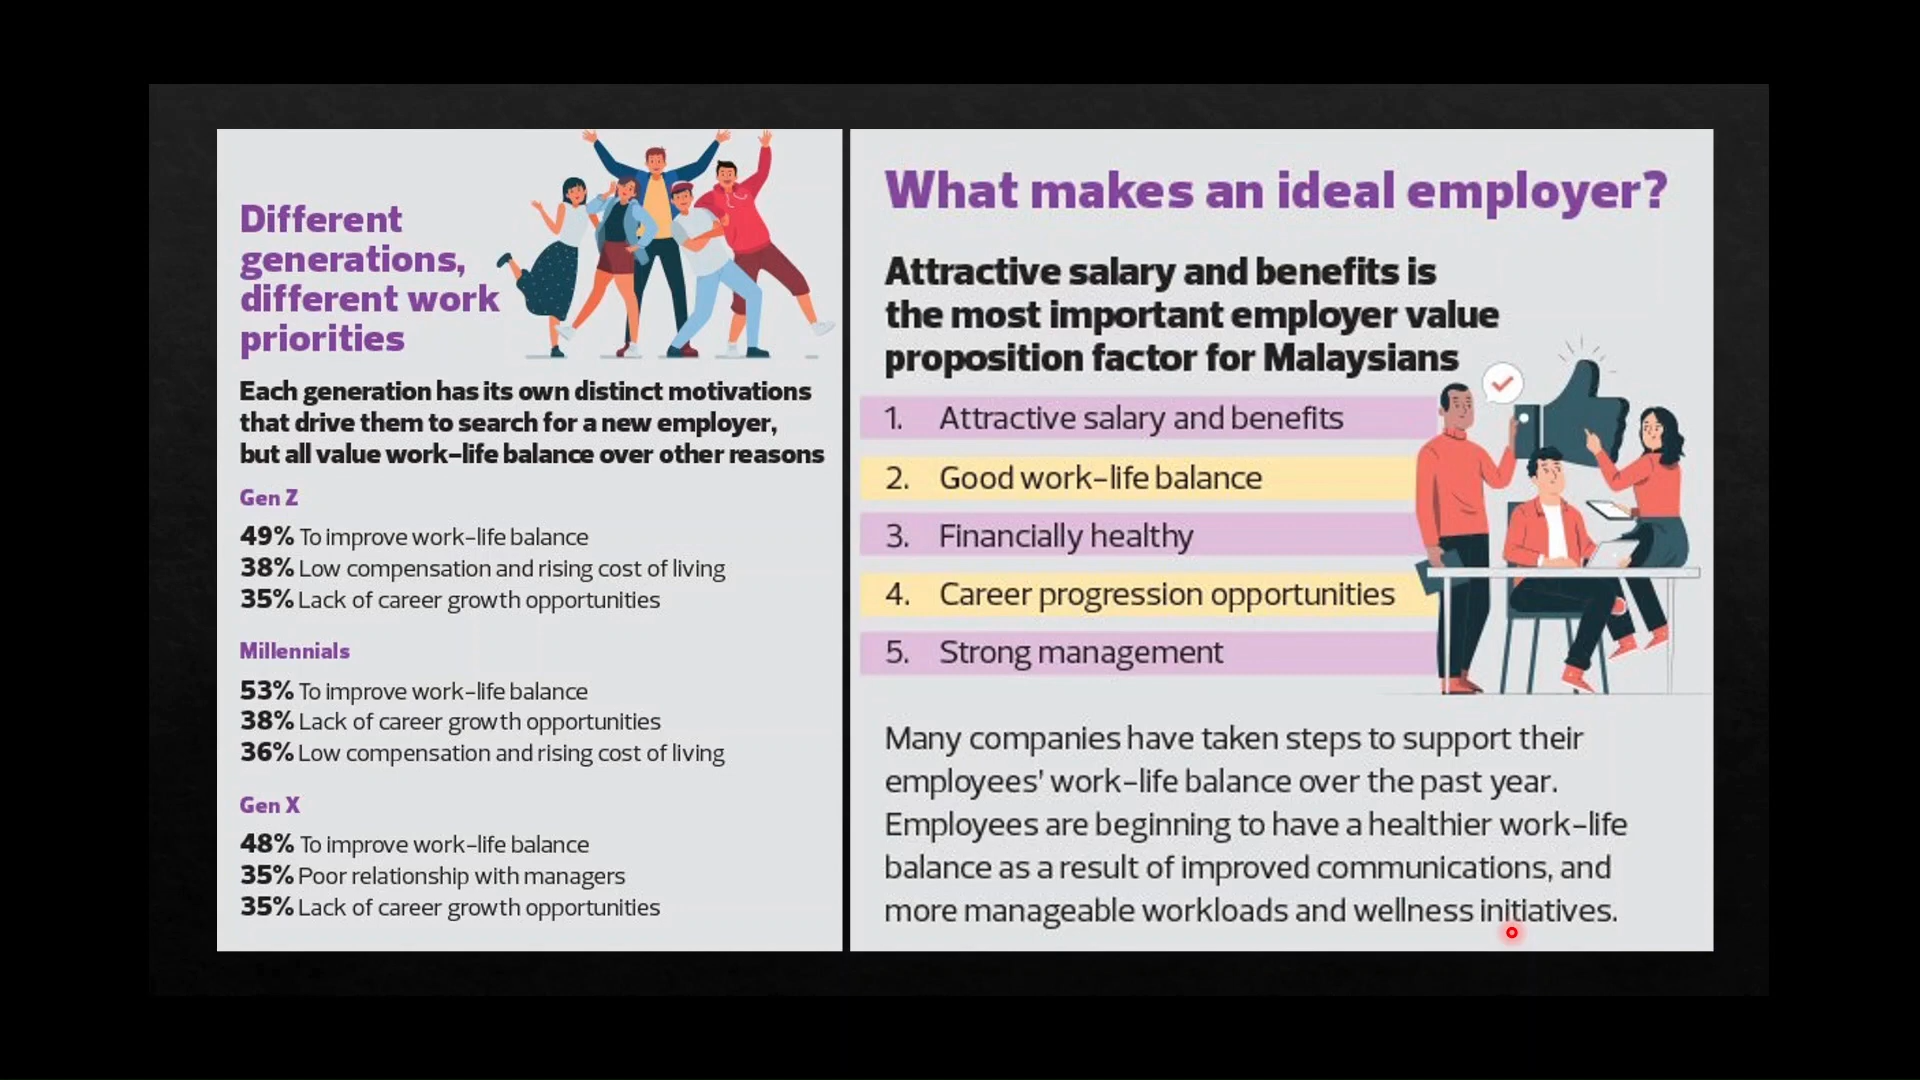 Different
generations,
different work
priorities
Each generation has its own distinct motivations
that drive them to search for a new employer,
but all value work-life balance over other reasons
Gen Z
49% To improve work-life balance
38% Low compensation and rising cost of living
35% Lack of career growth opportunities
Millennials
53% To improve work-life balance
38% Lack of career growth opportunities
36% Low compensation and rising cost of living
Gen X
48% To improve work-life balance
35% Poor relationship with managers
35% Lack of career growth opportunities
What makes an ideal employer?
Attractive salary and benefits is
the most important employer value
proposition factor for Malaysians
1. Attractive salary and benefits
2. Good work-life balance
3. Financially healthy
4. Career progression opportunities
5. Strong management
Many companies have taken steps to support their
employees' work-life balance over the past year.
Employees are beginning to have a healthier work-life
balance as a result of improved communications, and
more manageable workloads and wellness initiatives.